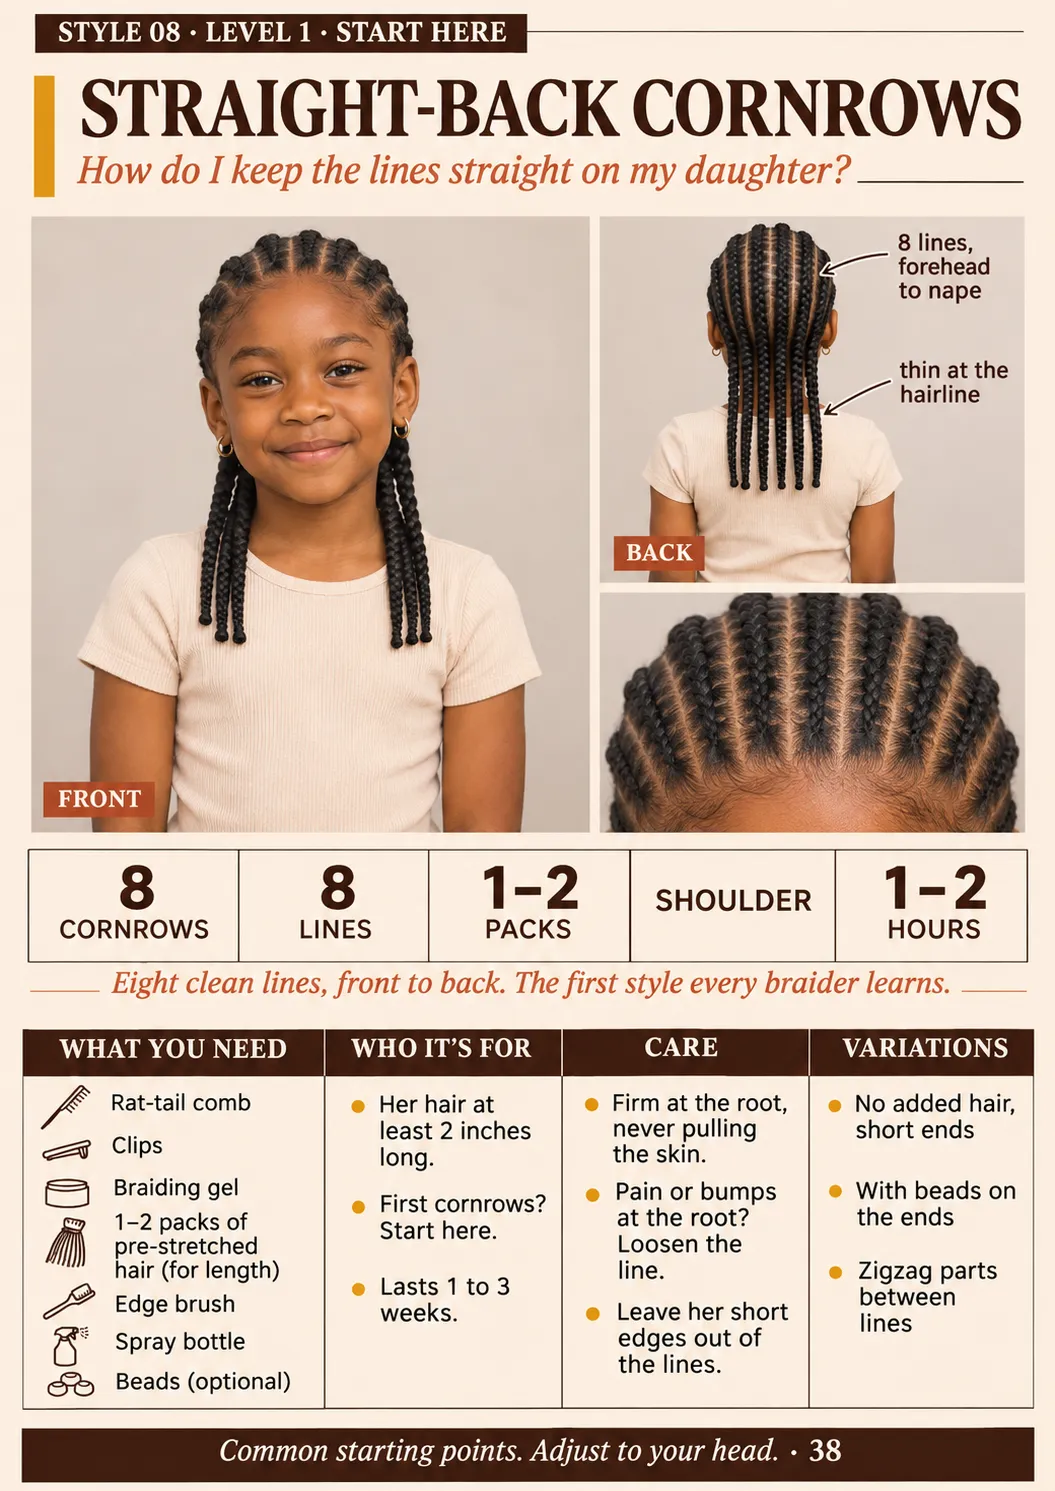 STYLE 08 · LEVEL 1 · START HERE
STRAIGHT-BACK CORNROWS
How do I keep the lines straight on my daughter?
8 lines,
forehead
to nape
thin at the
hairline
BACK
FRONT
8
CORNROWS
8
LINES
1–2
PACKS
SHOULDER
1–2
HOURS
Eight clean lines, front to back. The first style every braider learns.
WHAT YOU NEED
Rat-tail comb
Clips
Braiding gel
1–2 packs of
pre-stretched
hair (for length)
Edge brush
Spray bottle
Beads (optional)
WHO IT'S FOR
Her hair at
least 2 inches
long.
First cornrows?
Start here.
Lasts 1 to 3
weeks.
CARE
Firm at the root,
never pulling
the skin.
Pain or bumps
at the root?
Loosen the
line.
Leave her short
edges out of
the lines.
VARIATIONS
No added hair,
short ends
With beads on
the ends
Zigzag parts
between
lines
Common starting points. Adjust to your head. · 38